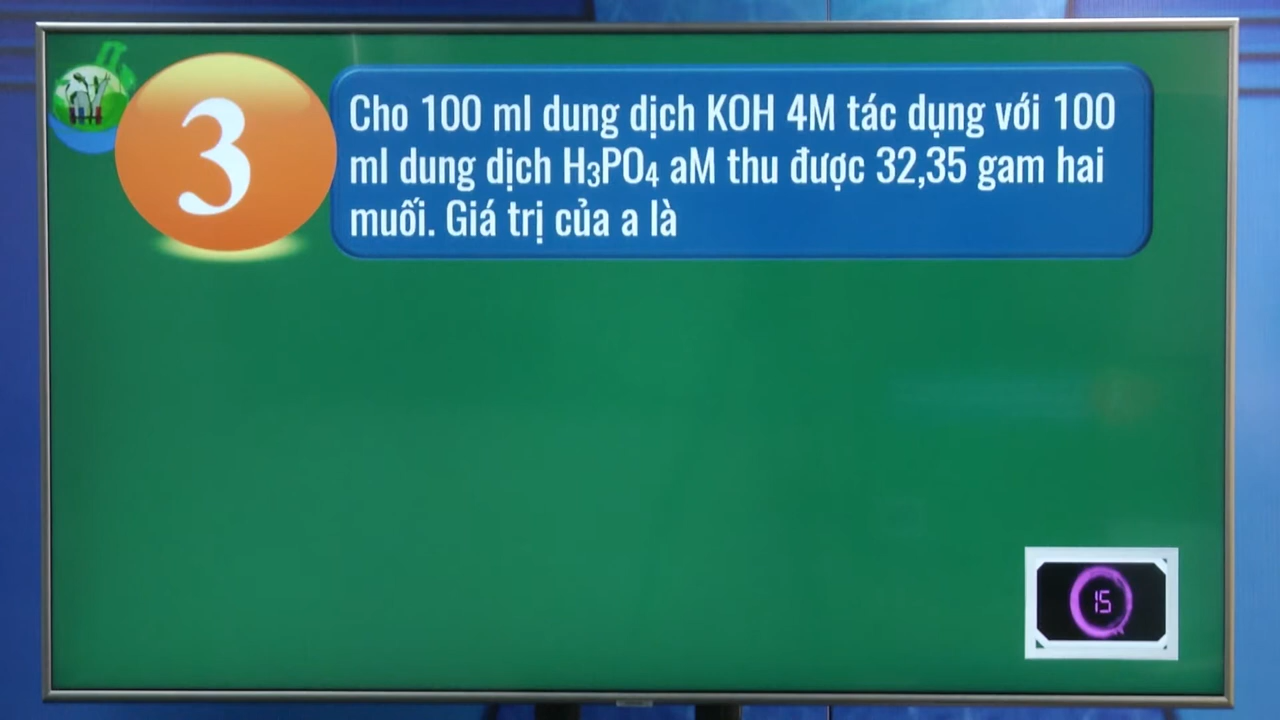 3
Cho 100 ml dung dịch KOH 4M tác dụng với 100
ml dung dịch H₃PO₄ aM thu được 32,35 gam hai
muối. Giá trị của a là
15